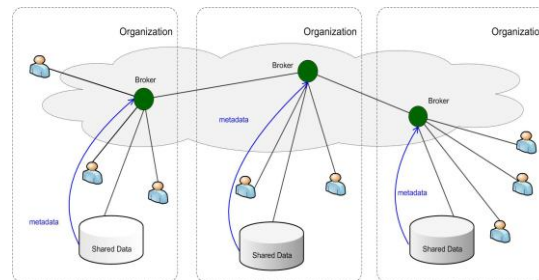 Organization
Organization
Organization
Broker
Broker
Broker
metadata
metadata
metadata
Shared Data
Shared Data
Shared Data